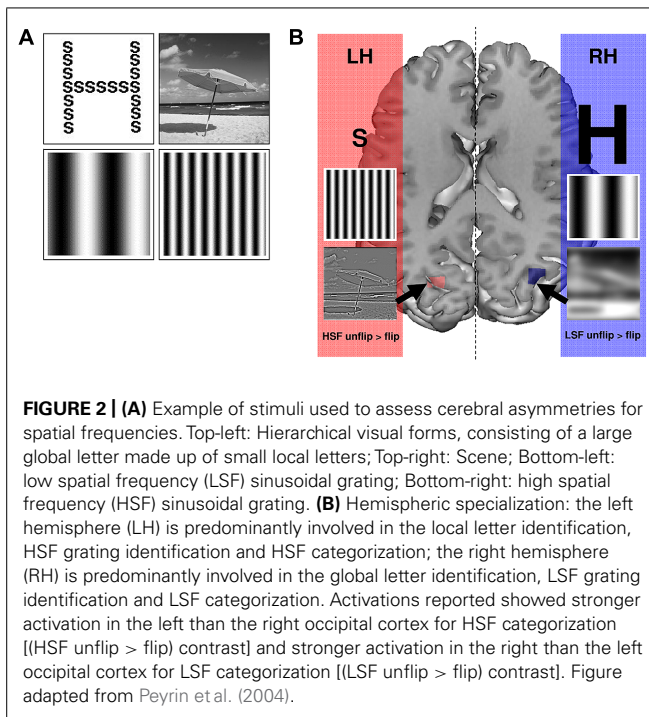 A
S S
S S
S S
SSSSSSS
S S
S S
S S
B
LH
RH
S
H
HSF unflip > flip
LSF unflip > flip
FIGURE 2 | (A) Example of stimuli used to assess cerebral asymmetries for
spatial frequencies. Top-left: Hierarchical visual forms, consisting of a large
global letter made up of small local letters; Top-right: Scene; Bottom-left:
low spatial frequency (LSF) sinusoidal grating; Bottom-right: high spatial
frequency (HSF) sinusoidal grating. (B) Hemispheric specialization: the left
hemisphere (LH) is predominantly involved in the local letter identification,
HSF grating identification and HSF categorization; the right hemisphere
(RH) is predominantly involved in the global letter identification, LSF grating
identification and LSF categorization. Activations reported showed stronger
activation in the left than the right occipital cortex for HSF categorization
[(HSF unflip > flip) contrast] and stronger activation in the right than the left
occipital cortex for LSF categorization [(LSF unflip > flip) contrast]. Figure
adapted from Peyrin et al. (2004).